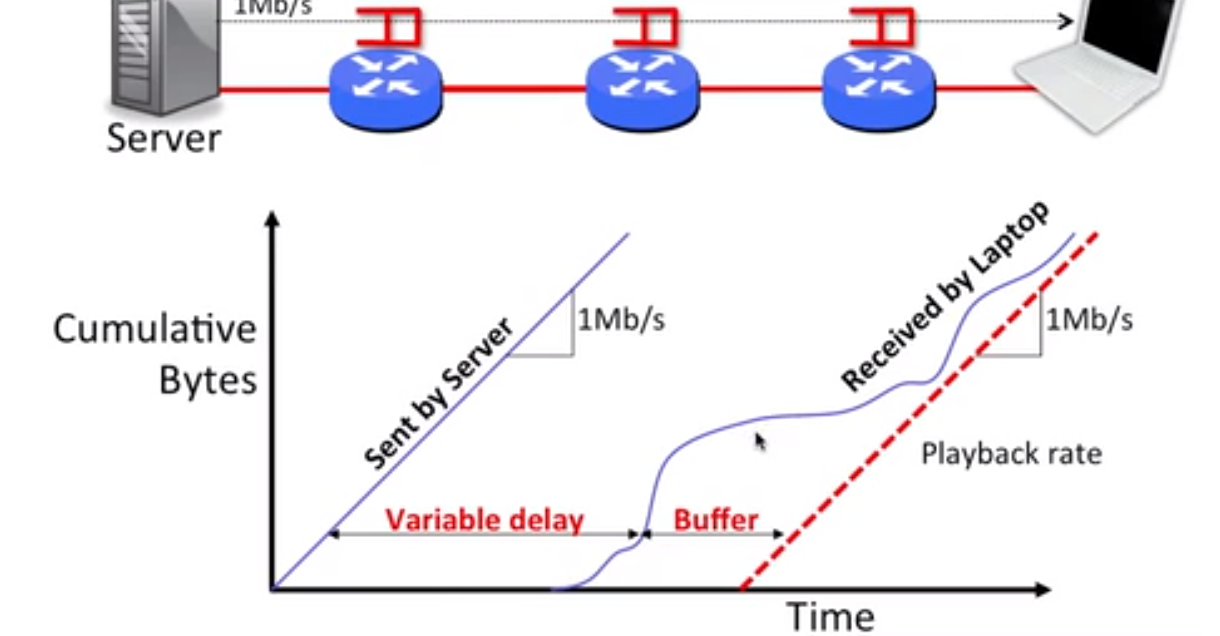 1Mb/s
Server
Cumulative
Bytes
Sent by Server
1Mb/s
Received by Laptop
1Mb/s
Playback rate
Variable delay
Buffer
Time